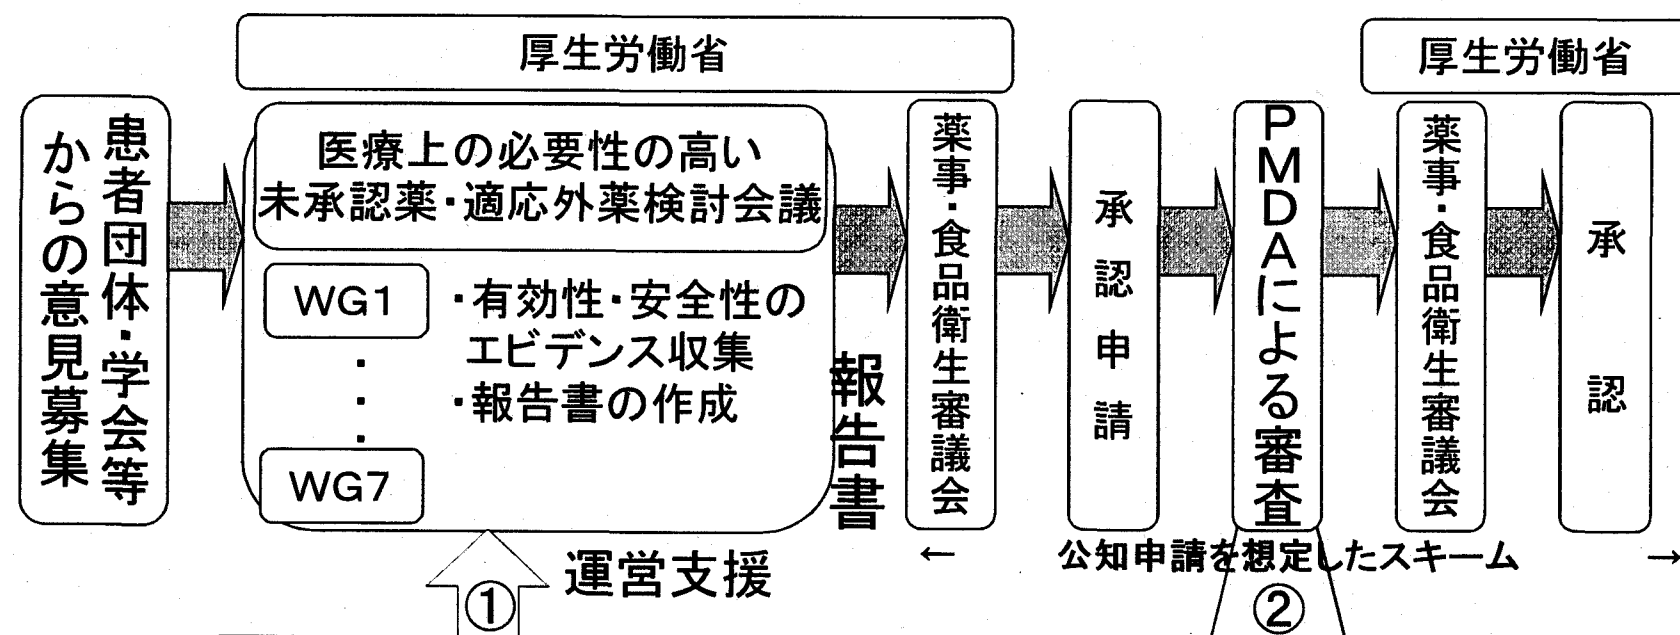 厚生労働省
厚生労働省
患者団体・学会等
からの意見募集
医療上の必要性の高い
未承認薬・適応外薬検討会議
WG1
・
・
・
WG7
・有効性・安全性の
エビデンス収集
・報告書の作成
報告書
薬事・食品衛生審議会
承認申請
PMDAによる審査
薬事・食品衛生審議会
承認
← 公知申請を想定したスキーム →
① 運営支援
②